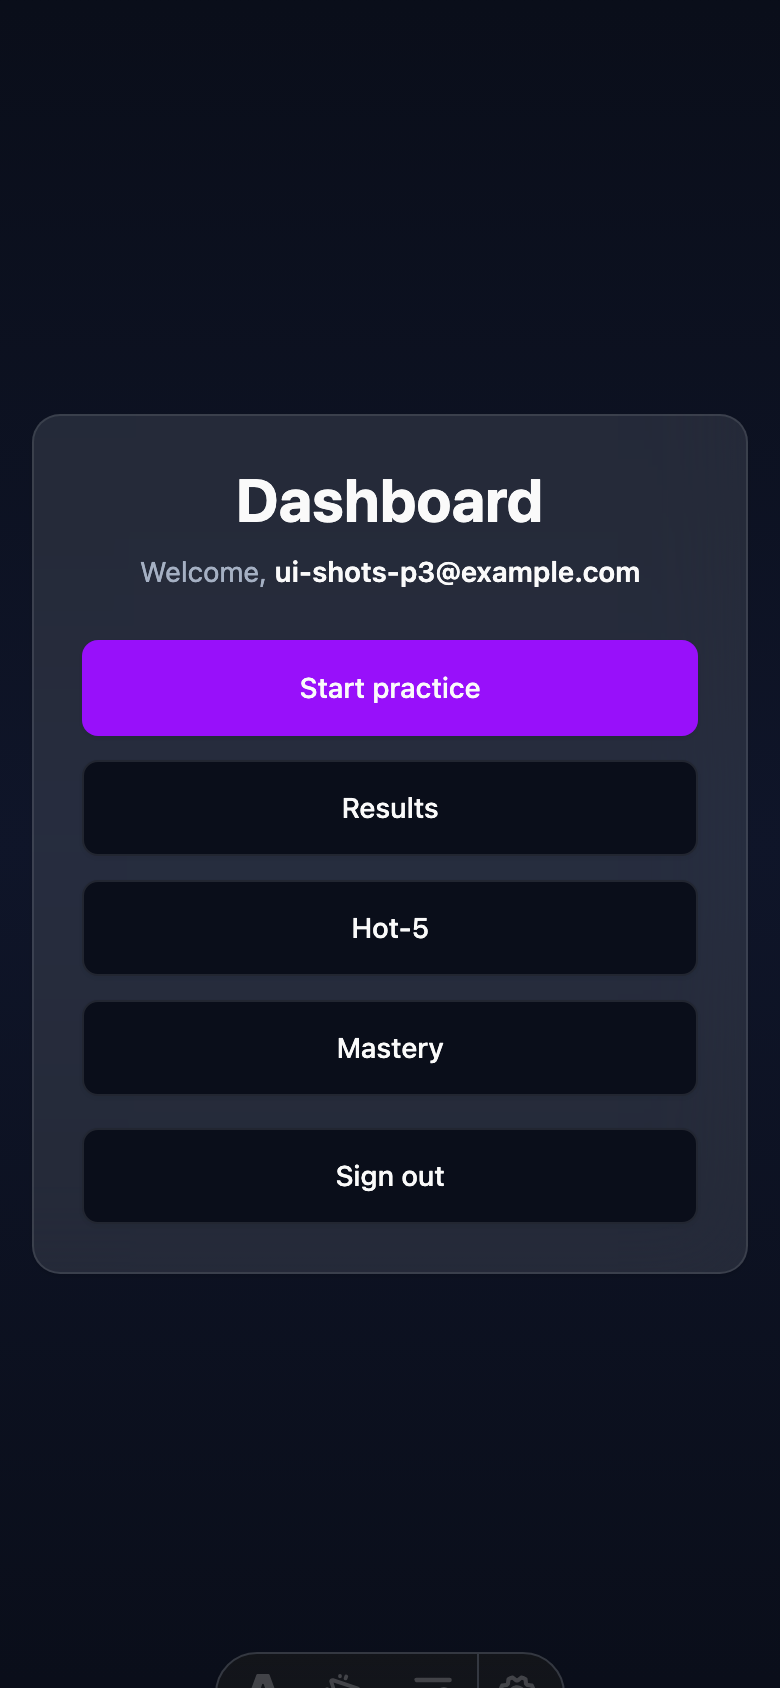 Dashboard
Welcome, ui-shots-p3@example.com
Start practice
Results
Hot-5
Mastery
Sign out